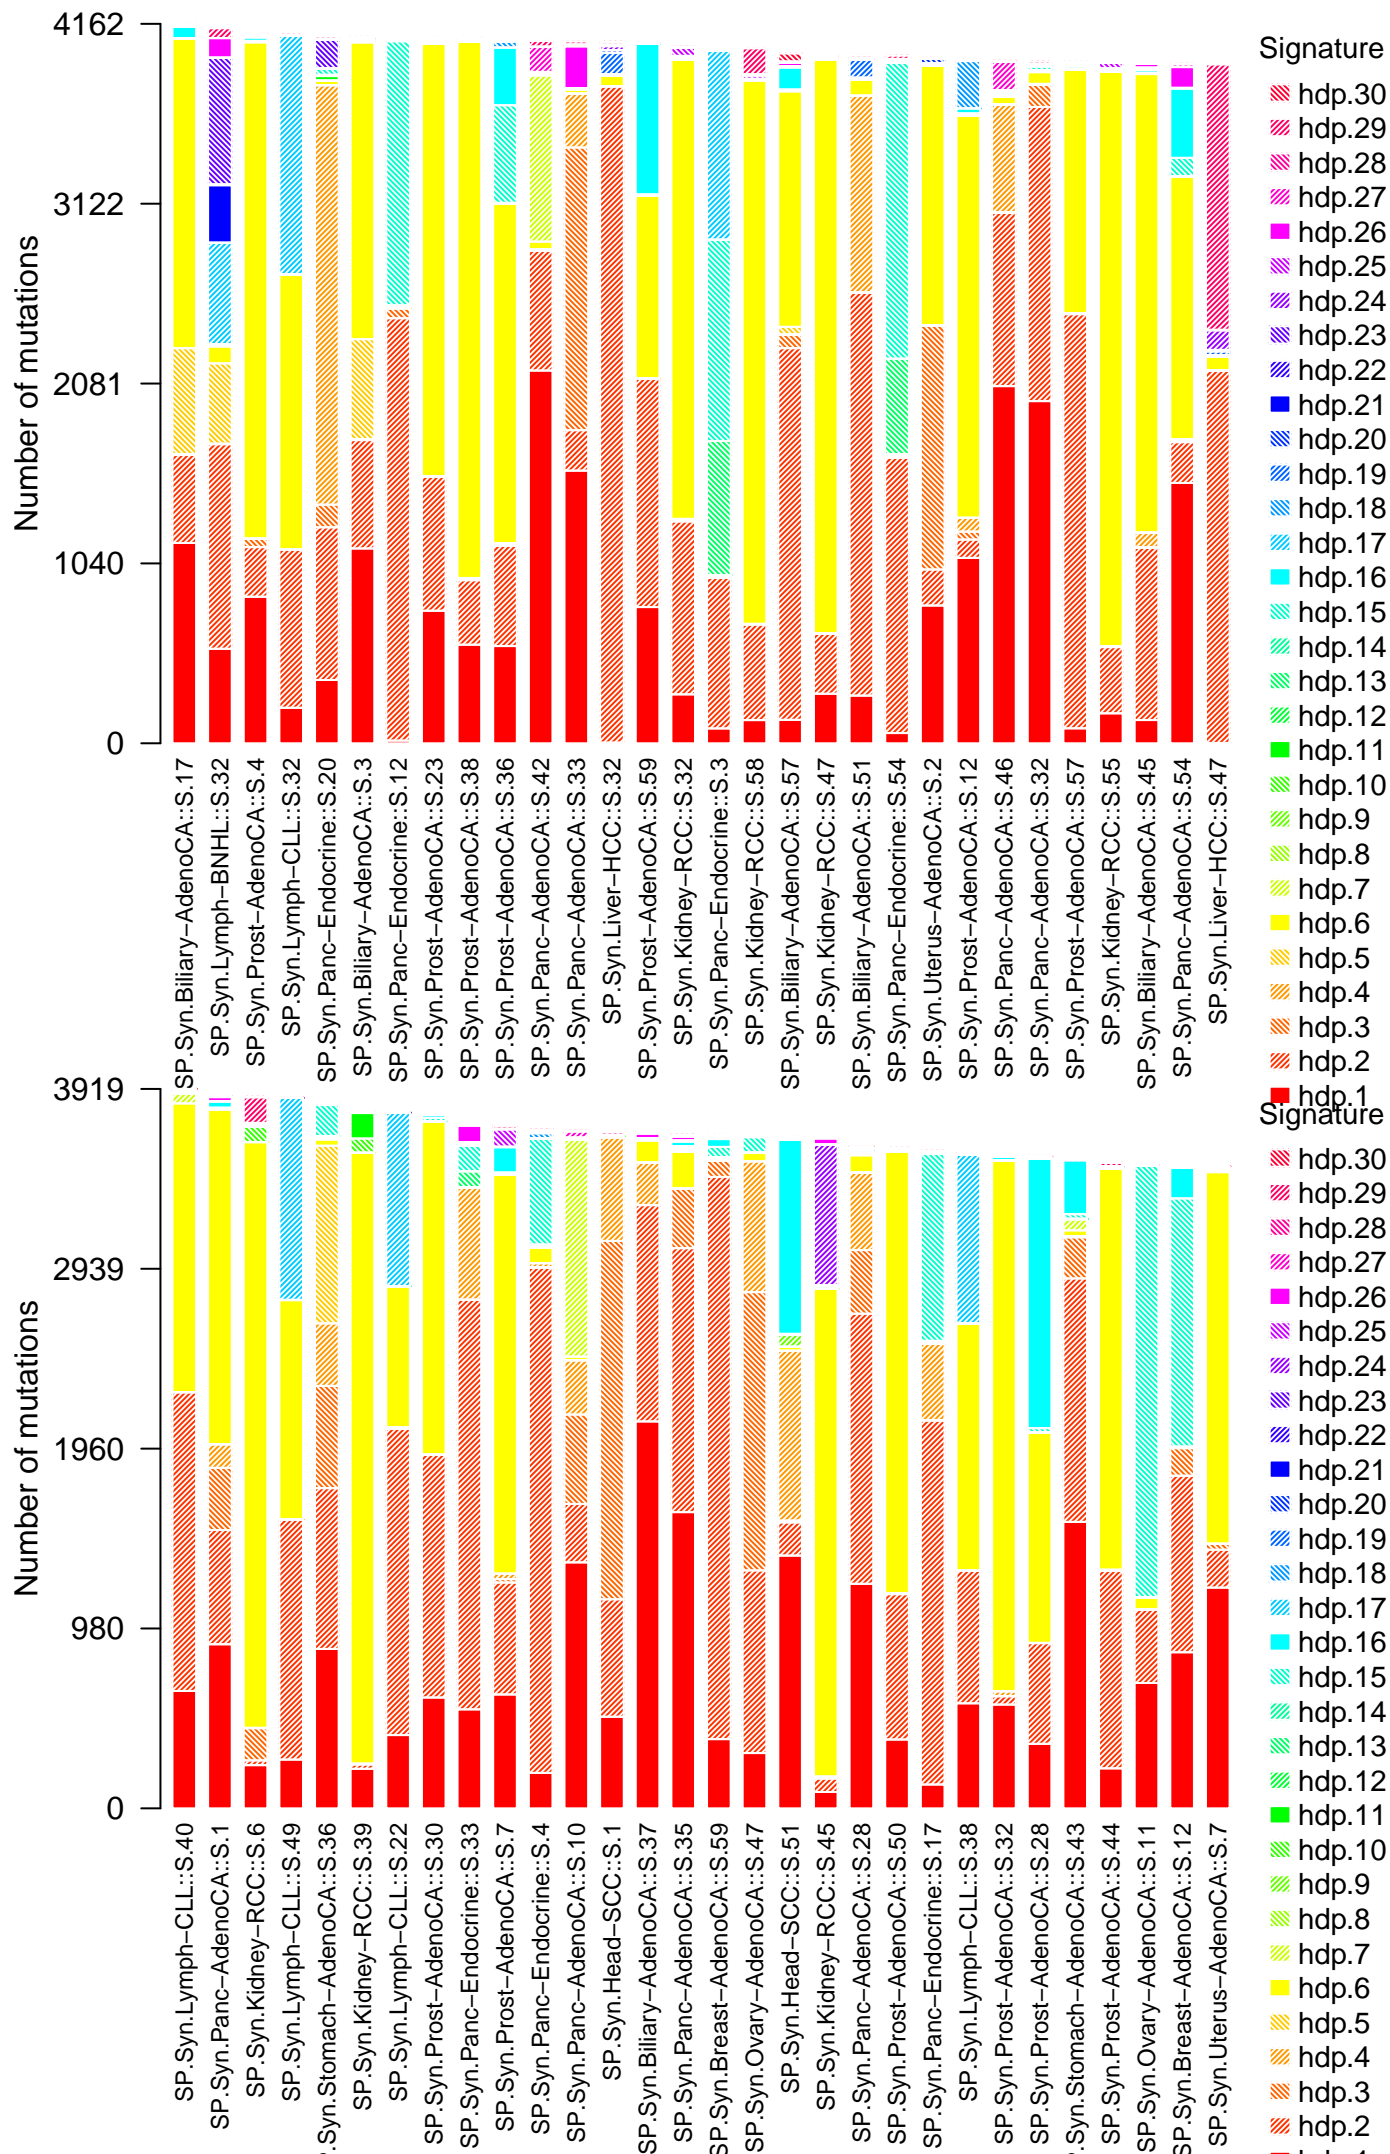 Number of mutations
4162
3122
2081
1040
0
SP.Syn.Biliary−AdenoCA::S.17
SP.Syn.Lymph−BNHL::S.32
SP.Syn.Prost−AdenoCA::S.4
SP.Syn.Lymph−CLL::S.32
SP.Syn.Panc−Endocrine::S.20
SP.Syn.Biliary−AdenoCA::S.3
SP.Syn.Panc−Endocrine::S.12
SP.Syn.Prost−AdenoCA::S.23
SP.Syn.Prost−AdenoCA::S.38
SP.Syn.Prost−AdenoCA::S.36
SP.Syn.Panc−AdenoCA::S.42
SP.Syn.Panc−AdenoCA::S.33
SP.Syn.Liver−HCC::S.32
SP.Syn.Prost−AdenoCA::S.59
SP.Syn.Kidney−RCC::S.32
SP.Syn.Panc−Endocrine::S.3
SP.Syn.Kidney−RCC::S.58
SP.Syn.Biliary−AdenoCA::S.57
SP.Syn.Kidney−RCC::S.47
SP.Syn.Biliary−AdenoCA::S.51
SP.Syn.Panc−Endocrine::S.54
SP.Syn.Uterus−AdenoCA::S.2
SP.Syn.Prost−AdenoCA::S.12
SP.Syn.Panc−AdenoCA::S.46
SP.Syn.Panc−AdenoCA::S.32
SP.Syn.Prost−AdenoCA::S.57
SP.Syn.Kidney−RCC::S.55
SP.Syn.Biliary−AdenoCA::S.45
SP.Syn.Panc−AdenoCA::S.54
SP.Syn.Liver−HCC::S.47
Signature
hdp.30
hdp.29
hdp.28
hdp.27
hdp.26
hdp.25
hdp.24
hdp.23
hdp.22
hdp.21
hdp.20
hdp.19
hdp.18
hdp.17
hdp.16
hdp.15
hdp.14
hdp.13
hdp.12
hdp.11
hdp.10
hdp.9
hdp.8
hdp.7
hdp.6
hdp.5
hdp.4
hdp.3
hdp.2
hdp.1
Number of mutations
3919
2939
1960
980
0
SP.Syn.Lymph−CLL::S.40
SP.Syn.Panc−AdenoCA::S.1
SP.Syn.Kidney−RCC::S.6
SP.Syn.Lymph−CLL::S.49
P.Syn.Stomach−AdenoCA::S.36
SP.Syn.Kidney−RCC::S.39
SP.Syn.Lymph−CLL::S.22
SP.Syn.Prost−AdenoCA::S.30
SP.Syn.Panc−Endocrine::S.33
SP.Syn.Prost−AdenoCA::S.7
SP.Syn.Panc−Endocrine::S.4
SP.Syn.Panc−AdenoCA::S.10
SP.Syn.Head−SCC::S.1
SP.Syn.Biliary−AdenoCA::S.37
SP.Syn.Panc−AdenoCA::S.35
SP.Syn.Breast−AdenoCA::S.59
SP.Syn.Ovary−AdenoCA::S.47
SP.Syn.Head−SCC::S.51
SP.Syn.Kidney−RCC::S.45
SP.Syn.Panc−AdenoCA::S.28
SP.Syn.Prost−AdenoCA::S.50
SP.Syn.Panc−Endocrine::S.17
SP.Syn.Lymph−CLL::S.38
SP.Syn.Prost−AdenoCA::S.32
SP.Syn.Prost−AdenoCA::S.28
P.Syn.Stomach−AdenoCA::S.43
SP.Syn.Prost−AdenoCA::S.44
SP.Syn.Ovary−AdenoCA::S.11
SP.Syn.Breast−AdenoCA::S.12
SP.Syn.Uterus−AdenoCA::S.7
Signature
hdp.30
hdp.29
hdp.28
hdp.27
hdp.26
hdp.25
hdp.24
hdp.23
hdp.22
hdp.21
hdp.20
hdp.19
hdp.18
hdp.17
hdp.16
hdp.15
hdp.14
hdp.13
hdp.12
hdp.11
hdp.10
hdp.9
hdp.8
hdp.7
hdp.6
hdp.5
hdp.4
hdp.3
hdp.2